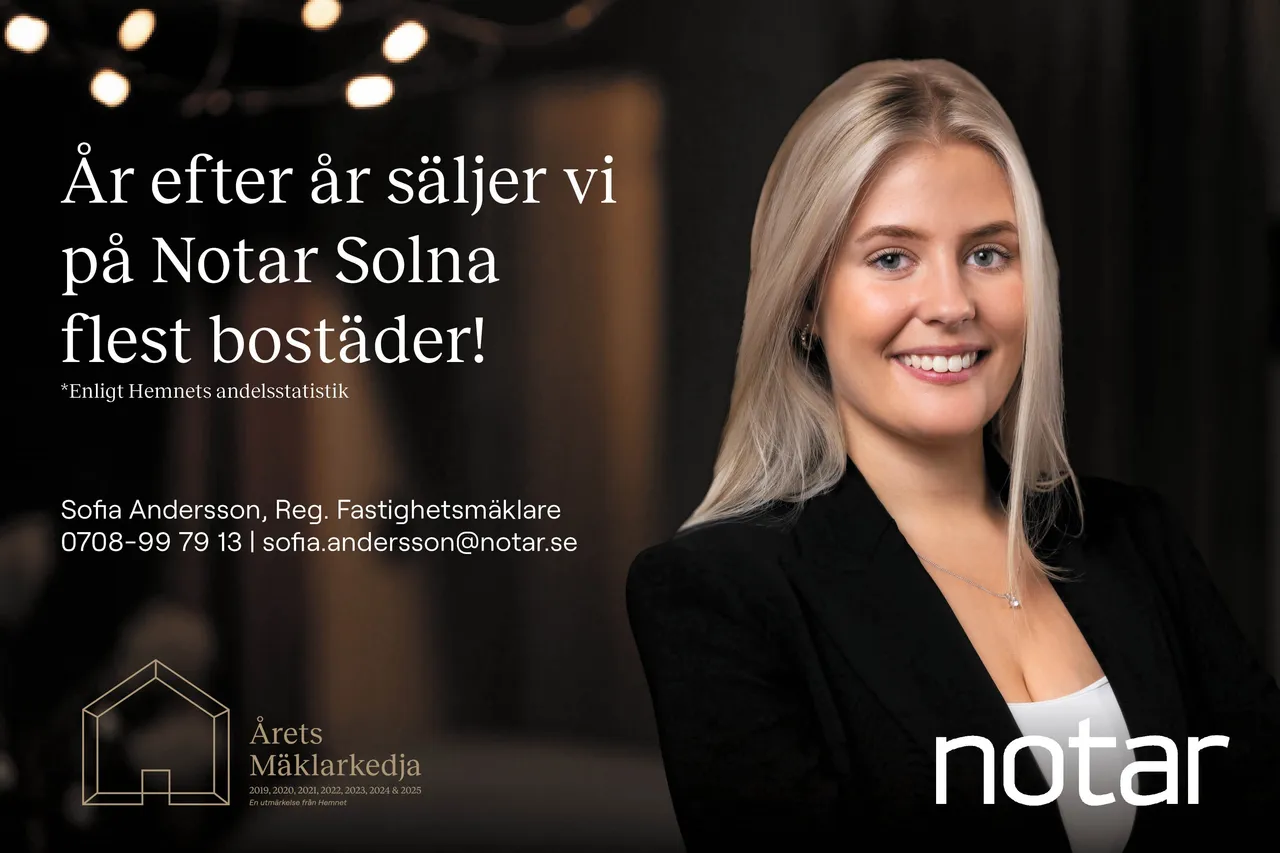 År efter år säljer vi
på Notar Solna
flest bostäder!
*Enligt Hemnets andelsstatistik
Sofia Andersson, Reg. Fastighetsmäklare
0708-99 79 13 | sofia.andersson@notar.se
Årets
Mäklarkedja
2019, 2020, 2021, 2022, 2023, 2024 & 2025
En utmärkelse från Hemnet
notar